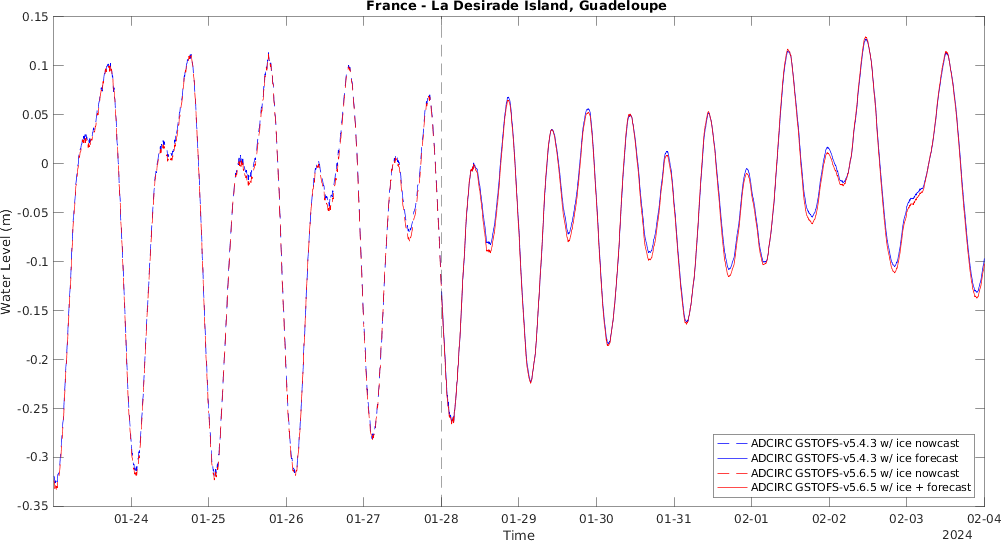 France - La Desirade Island, Guadeloupe
0.15
0.1
0.05
0
-0.05
-0.1
-0.15
-0.2
-0.25
-0.3
-0.35
Water Level (m)
ADCIRC GSTOFS-v5.4.3 w/ ice nowcast
ADCIRC GSTOFS-v5.4.3 w/ ice forecast
ADCIRC GSTOFS-v5.6.5 w/ ice nowcast
ADCIRC GSTOFS-v5.6.5 w/ ice + forecast
01-24 01-25 01-26 01-27 01-28 01-29 01-30 01-31 02-01 02-02 02-03 02-04
Time
2024